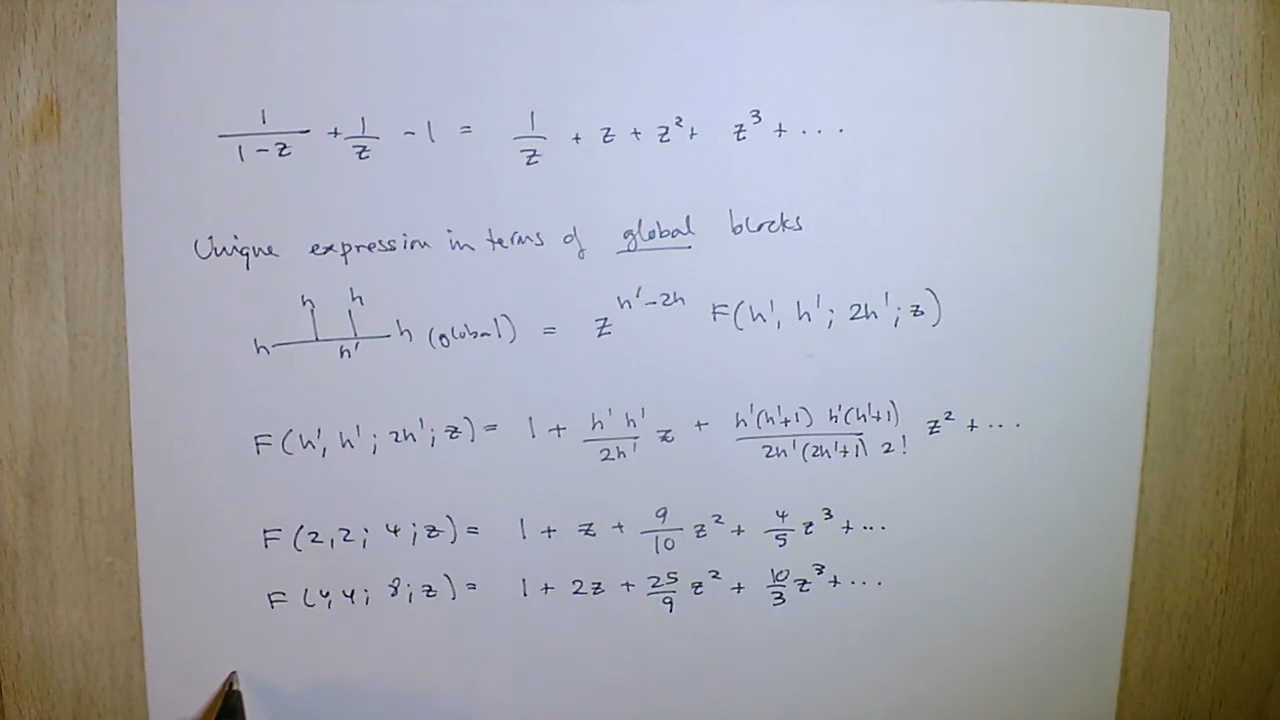 1/(1-z) + 1/z - 1 = 1/z + z + z² + z³ + ...
Unique expression in terms of global blocks
h h
h h' h (global) = z^(h'-2h) F(h', h'; 2h'; z)
F(h', h'; 2h'; z) = 1 + (h' h')/(2h') z + (h'(h'+1) h'(h'+1))/(2h'(2h'+1) 2!) z² + ...
F(2,2; 4; z) = 1 + z + 9/10 z² + 4/5 z³ + ...
F(4,4; 8; z) = 1 + 2z + 25/9 z² + 10/3 z³ + ...